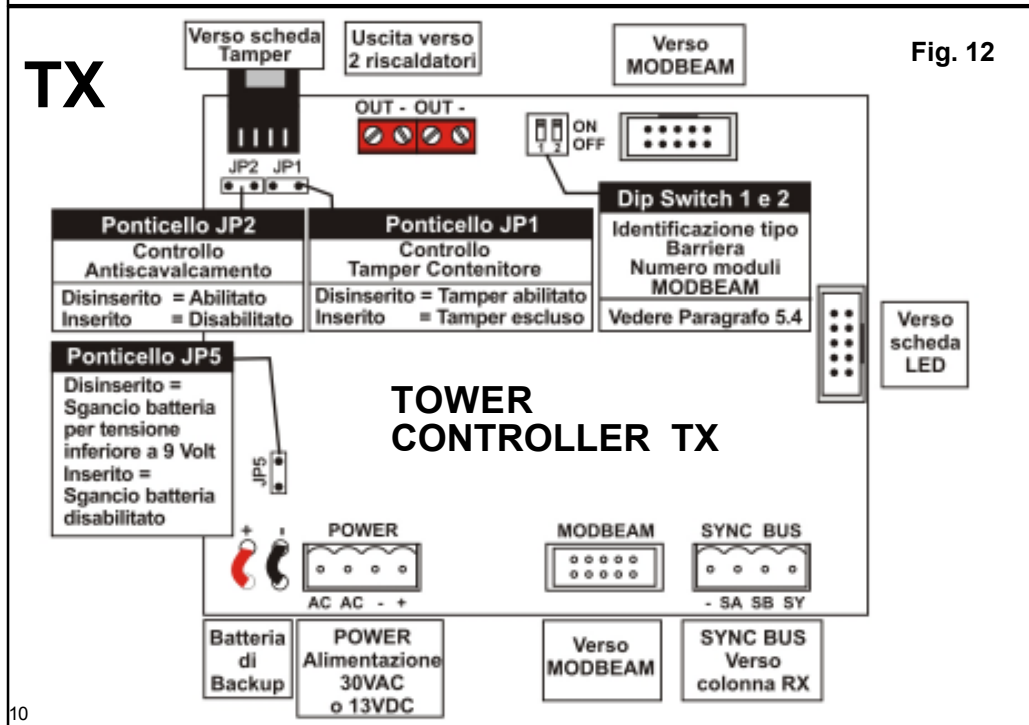 Verso scheda
Tamper
Uscita verso
2 riscaldatori
Verso
MODBEAM
Fig. 12
TX
OUT - OUT -
ON
OFF
1 2
JP2 JP1
Ponticello JP2
Controllo
Antiscavalcamento
Disinserito = Abilitato
Inserito = Disabilitato
Ponticello JP1
Controllo
Tamper Contenitore
Disinserito = Tamper abilitato
Inserito = Tamper escluso
Dip Switch 1 e 2
Identificazione tipo
Barriera
Numero moduli
MODBEAM
Vedere Paragrafo 5.4
Verso
scheda
LED
Ponticello JP5
Disinserito =
Sgancio batteria
per tensione
inferiore a 9 Volt
Inserito =
Sgancio batteria
disabilitato
JP5
TOWER
CONTROLLER TX
+ -
POWER
AC AC - +
MODBEAM
SYNC BUS
- SA SB SY
Batteria
di
Backup
POWER
Alimentazione
30VAC
o 13VDC
Verso
MODBEAM
SYNC BUS
Verso
colonna RX
10